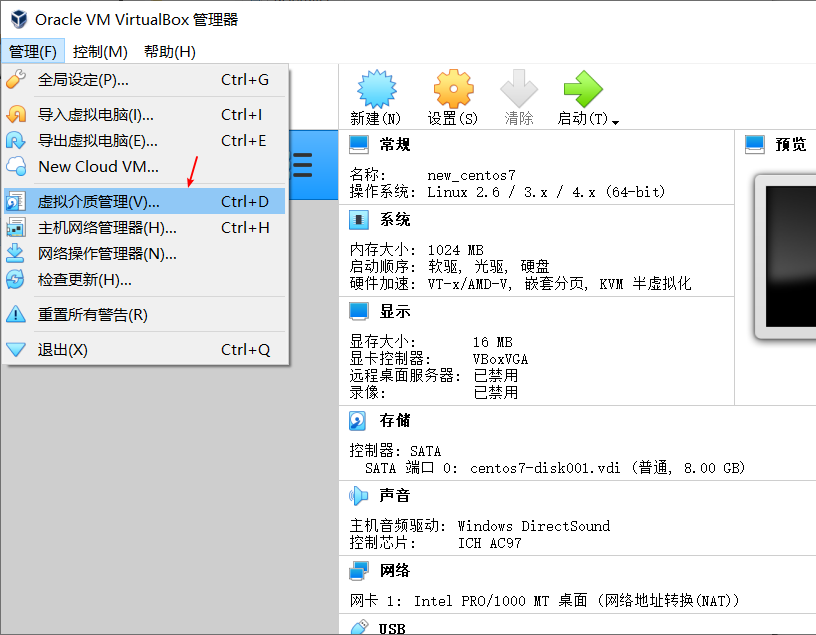 Oracle VM VirtualBox 管理器
管理(F) 控制(M) 帮助(H)
全局设定(P)... Ctrl+G
导入虚拟电脑(I)... Ctrl+I
导出虚拟电脑(E)... Ctrl+E
New Cloud VM...
虚拟介质管理(V)... Ctrl+D
主机网络管理器(H)... Ctrl+H
网络操作管理器(N)...
检查更新(H)...
重置所有警告(R)
退出(X) Ctrl+Q
新建(N) 设置(S) 清除 启动(T)
常规
名称: new_centos7
操作系统: Linux 2.6 / 3.x / 4.x (64-bit)
系统
内存大小: 1024 MB
启动顺序: 软驱, 光驱, 硬盘
硬件加速: VT-x/AMD-V, 嵌套分页, KVM 半虚拟化
显示
显存大小: 16 MB
显卡控制器: VBoxVGA
远程桌面服务器: 已禁用
录像: 已禁用
存储
控制器: SATA
SATA 端口 0: centos7-disk001.vdi (普通, 8.00 GB)
声音
主机音频驱动: Windows DirectSound
控制芯片: ICH AC97
网络
网卡 1: Intel PRO/1000 MT 桌面 (网络地址转换(NAT))
USB
预览